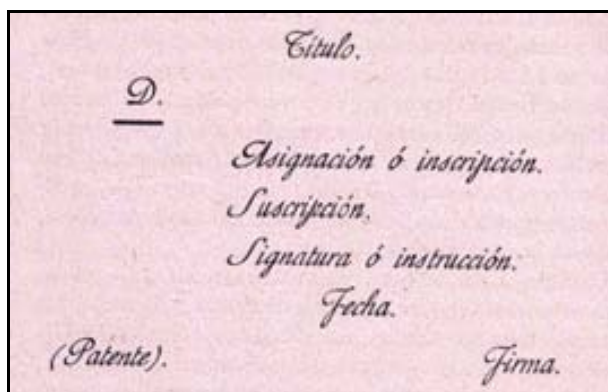 Título.
D.
Asignación ó inscripción.
Suscripción.
Signatura ó instrucción:
Fecha.
(Patente). Firma.